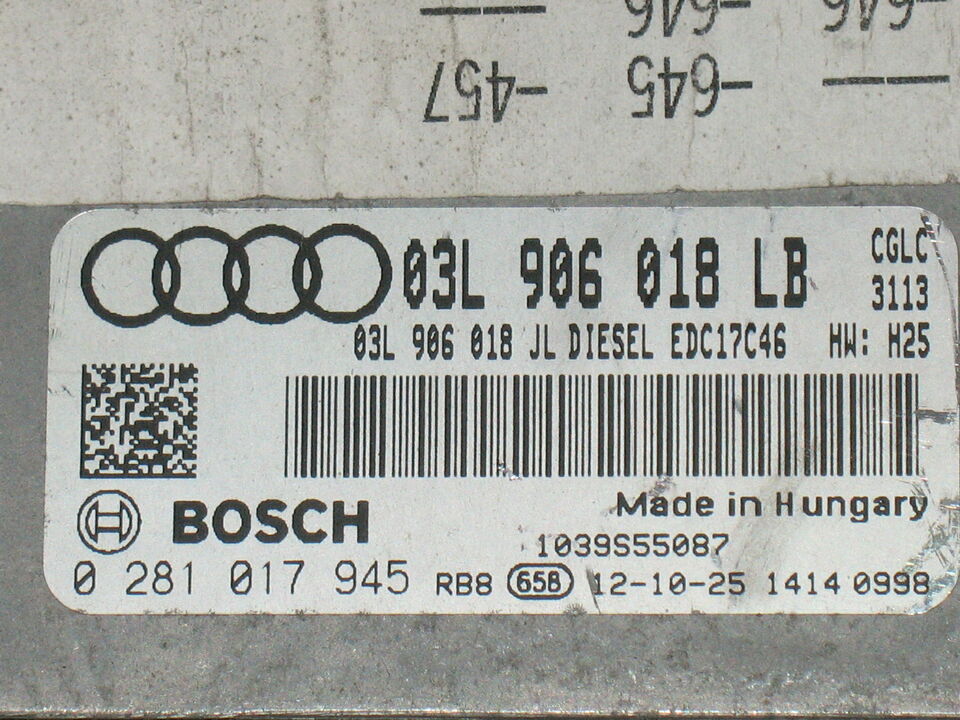 -646 -646
-457 -645
03L 906 018 LB CGLC
3113
03L 906 018 JL DIESEL EDC17C46 HW: H25
Made in Hungary
BOSCH
1039S55087
0 281 017 945 RB8 658 12-10-25 1414 0998